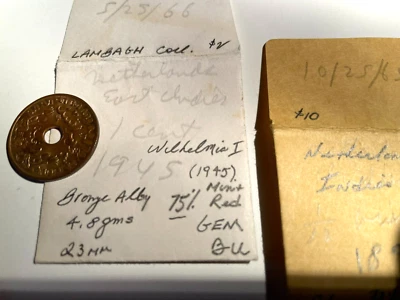 5/25/66
LAMBAGH COLL. $2
Netherlands
East Indies
1 cent
Wilhelmia I
1945 (1945)
Bronze Alloy 75% Mint Red
4.8gms GEM
23mm BU
10/25/65
$10
Indies